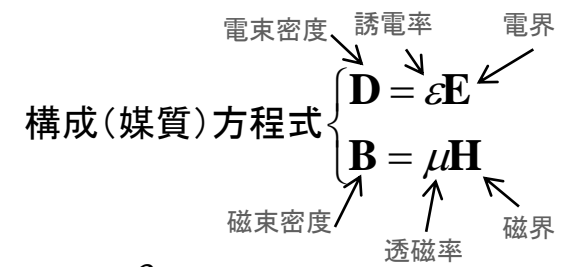 電束密度 誘電率 電界
D = εE
構成（媒質）方程式
B = μH
磁束密度 透磁率 磁界